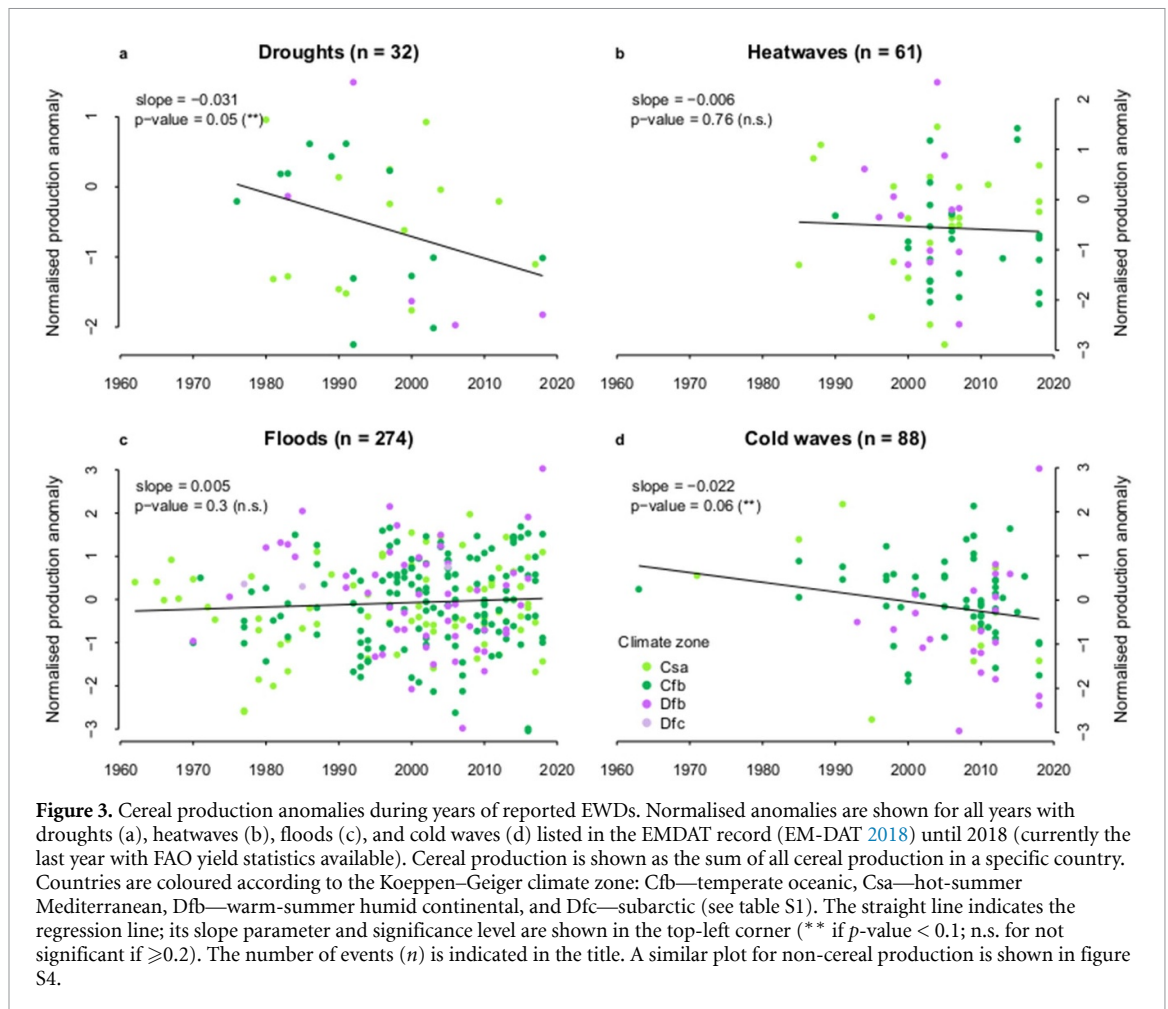 a
Droughts (n = 32)
slope = −0.031
p−value = 0.05 (**)
Normalised production anomaly
1
0
−1
−2
1960 1970 1980 1990 2000 2010 2020
b
Heatwaves (n = 61)
slope = −0.006
p−value = 0.76 (n.s.)
2
1
0
−1
−2
−3
Normalised production anomaly
1960 1970 1980 1990 2000 2010 2020
c
Floods (n = 274)
slope = 0.005
p−value = 0.3 (n.s.)
Normalised production anomaly
3
2
1
0
−1
−2
−3
1960 1970 1980 1990 2000 2010 2020
d
Cold waves (n = 88)
slope = −0.022
p−value = 0.06 (**)
Climate zone
Csa
Cfb
Dfb
Dfc
3
2
1
0
−1
−2
−3
Normalised production anomaly
1960 1970 1980 1990 2000 2010 2020
Figure 3. Cereal production anomalies during years of reported EWDs. Normalised anomalies are shown for all years with
droughts (a), heatwaves (b), floods (c), and cold waves (d) listed in the EMDAT record (EM-DAT 2018) until 2018 (currently the
last year with FAO yield statistics available). Cereal production is shown as the sum of all cereal production in a specific country.
Countries are coloured according to the Koeppen–Geiger climate zone: Cfb—temperate oceanic, Csa—hot-summer
Mediterranean, Dfb—warm-summer humid continental, and Dfc—subarctic (see table S1). The straight line indicates the
regression line; its slope parameter and significance level are shown in the top-left corner (** if p-value < 0.1; n.s. for not
significant if ⩾0.2). The number of events (n) is indicated in the title. A similar plot for non-cereal production is shown in figure
S4.